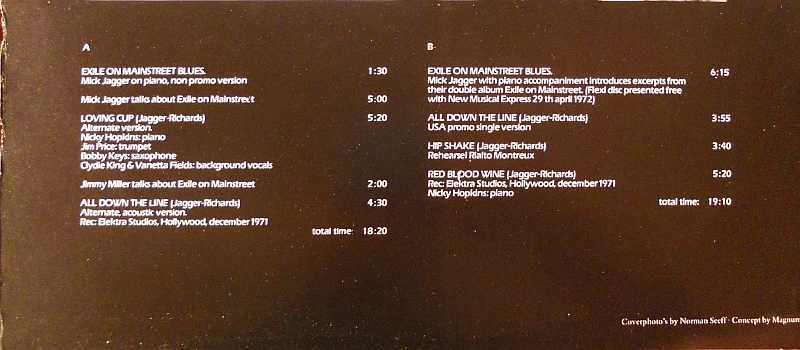 A
EXILE ON MAINSTREET BLUES. 1:30
Mick Jagger on piano, non promo version
Mick Jagger talks about Exile on Mainstreet 5:00
LOVING CUP (Jagger-Richards) 5:20
Alternate version.
Nicky Hopkins: piano
Jim Price: trumpet
Bobby Keys: saxophone
Clydie King & Vanetta Fields: background vocals
Jimmy Miller talks about Exile on Mainstreet 2:00
ALL DOWN THE LINE (Jagger-Richards) 4:30
Alternate, acoustic version.
Rec: Elektra Studios, Hollywood, december 1971
total time: 18:20
B
EXILE ON MAINSTREET BLUES. 6:15
Mick Jagger with piano accompaniment introduces excerpts from
their double album Exile on Mainstreet. (Flexi disc presented free
with New Musical Express 29 th april 1972)
ALL DOWN THE LINE (Jagger-Richards) 3:55
USA promo single version
HIP SHAKE (Jagger-Richards) 3:40
Rehearsel Rialto Montreux
RED BLOOD WINE (Jagger-Richards) 5:20
Rec: Elektra Studios, Hollywood, december 1971
Nicky Hopkins: piano
total time: 19:10
Coverphoto's by Norman Seeff · Concept by Magnum